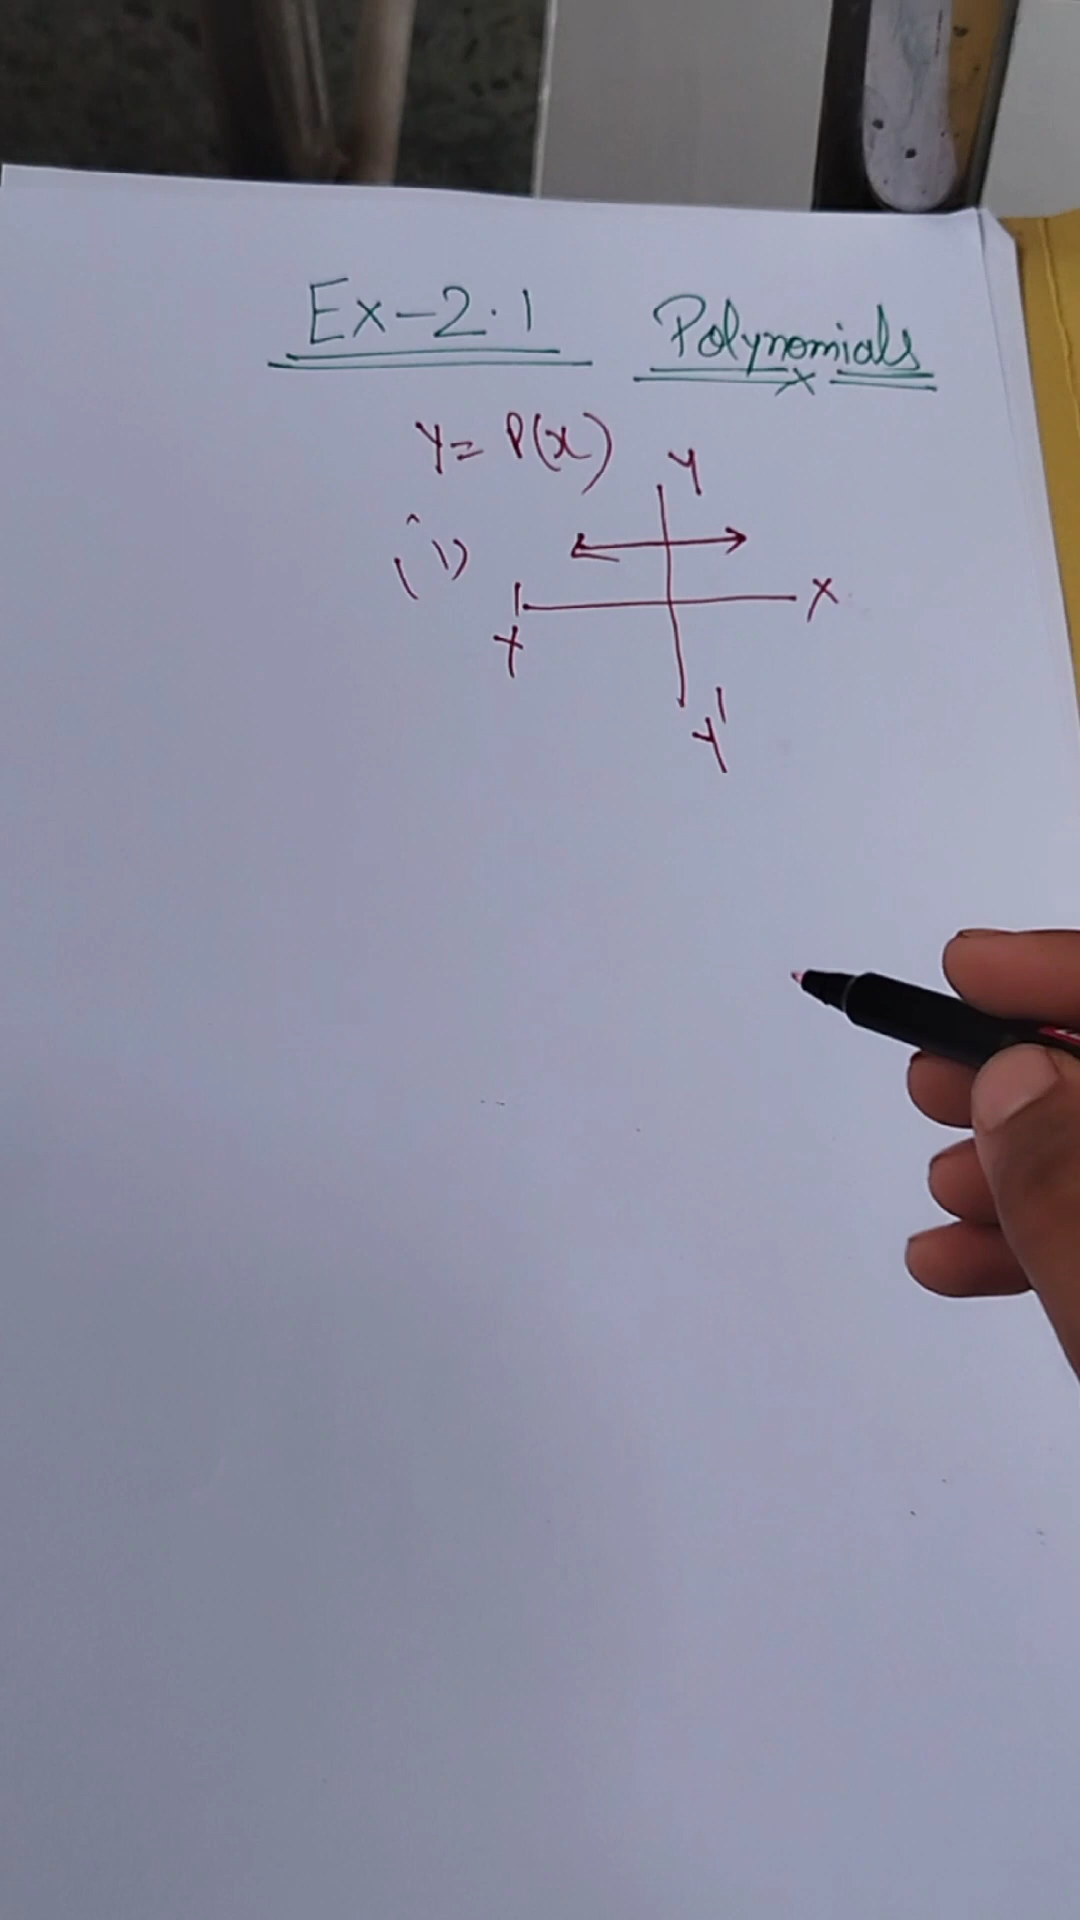 Ex-2.1 Polynomials
y = P(x)
(i)
y
x
x'
y'